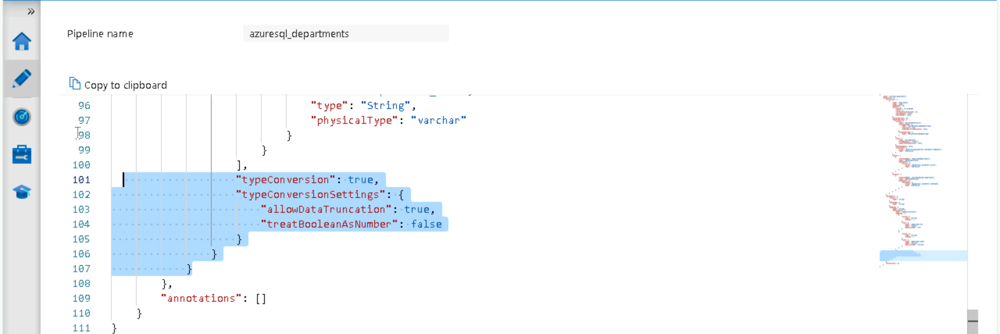 »
Pipeline name azuresql_departments
Copy to clipboard
96 "type": "String",
97 "physicalType": "varchar"
98 }
99 }
100 ],
101 "typeConversion": true,
102 "typeConversionSettings": {
103 "allowDataTruncation": true,
104 "treatBooleanAsNumber": false
105 }
106 }
107 }
108 },
109 "annotations": []
110 }
111 }